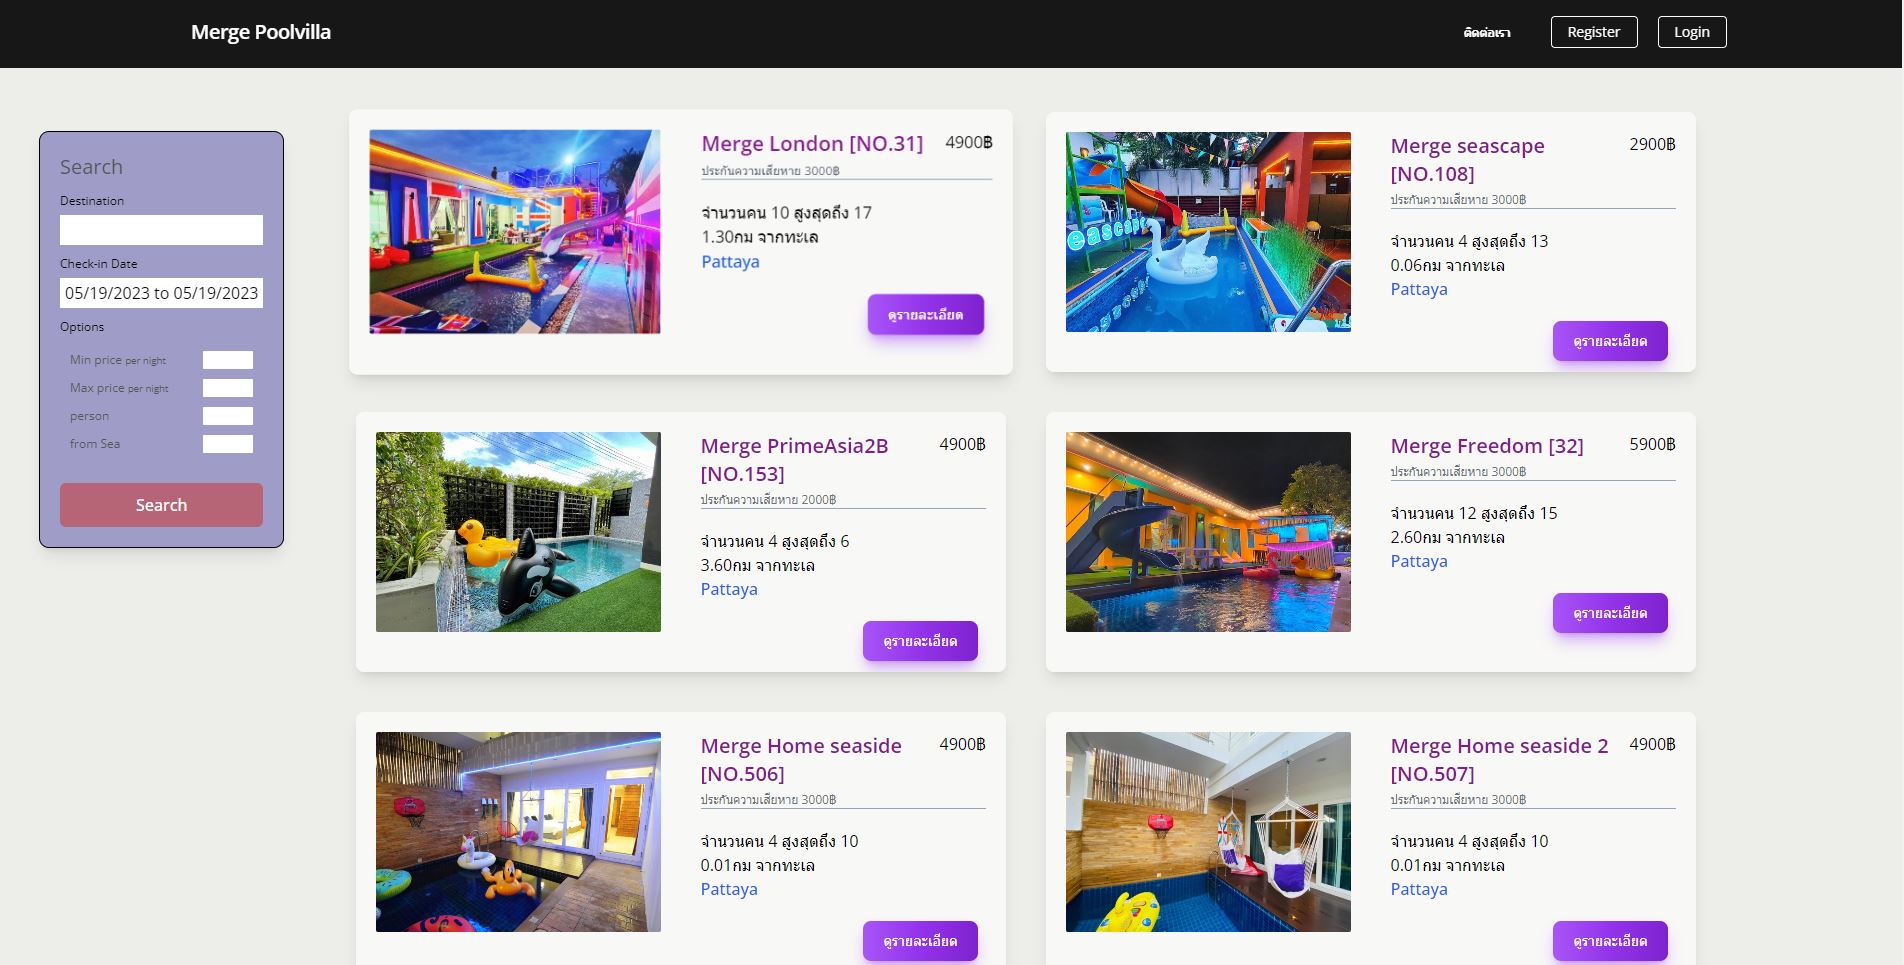 Merge Poolvilla
ติดต่อเรา
Register
Login
Search
Destination
Check-in Date
05/19/2023 to 05/19/2023
Options
Min price per night
Max price per night
person
from Sea
Search
Merge London [NO.31]
4900฿
ประกันความเสียหาย 3000฿
จำนวนคน 10 สูงสุดถึง 17
1.30กม จากทะเล
Pattaya
ดูรายละเอียด
Merge seascape
[NO.108]
2900฿
ประกันความเสียหาย 3000฿
จำนวนคน 4 สูงสุดถึง 13
0.06กม จากทะเล
Pattaya
ดูรายละเอียด
Merge PrimeAsia2B
[NO.153]
4900฿
ประกันความเสียหาย 2000฿
จำนวนคน 4 สูงสุดถึง 6
3.60กม จากทะเล
Pattaya
ดูรายละเอียด
Merge Freedom [32]
5900฿
ประกันความเสียหาย 3000฿
จำนวนคน 12 สูงสุดถึง 15
2.60กม จากทะเล
Pattaya
ดูรายละเอียด
Merge Home seaside
[NO.506]
4900฿
ประกันความเสียหาย 3000฿
จำนวนคน 4 สูงสุดถึง 10
0.01กม จากทะเล
Pattaya
ดูรายละเอียด
Merge Home seaside 2
[NO.507]
4900฿
ประกันความเสียหาย 3000฿
จำนวนคน 4 สูงสุดถึง 10
0.01กม จากทะเล
Pattaya
ดูรายละเอียด